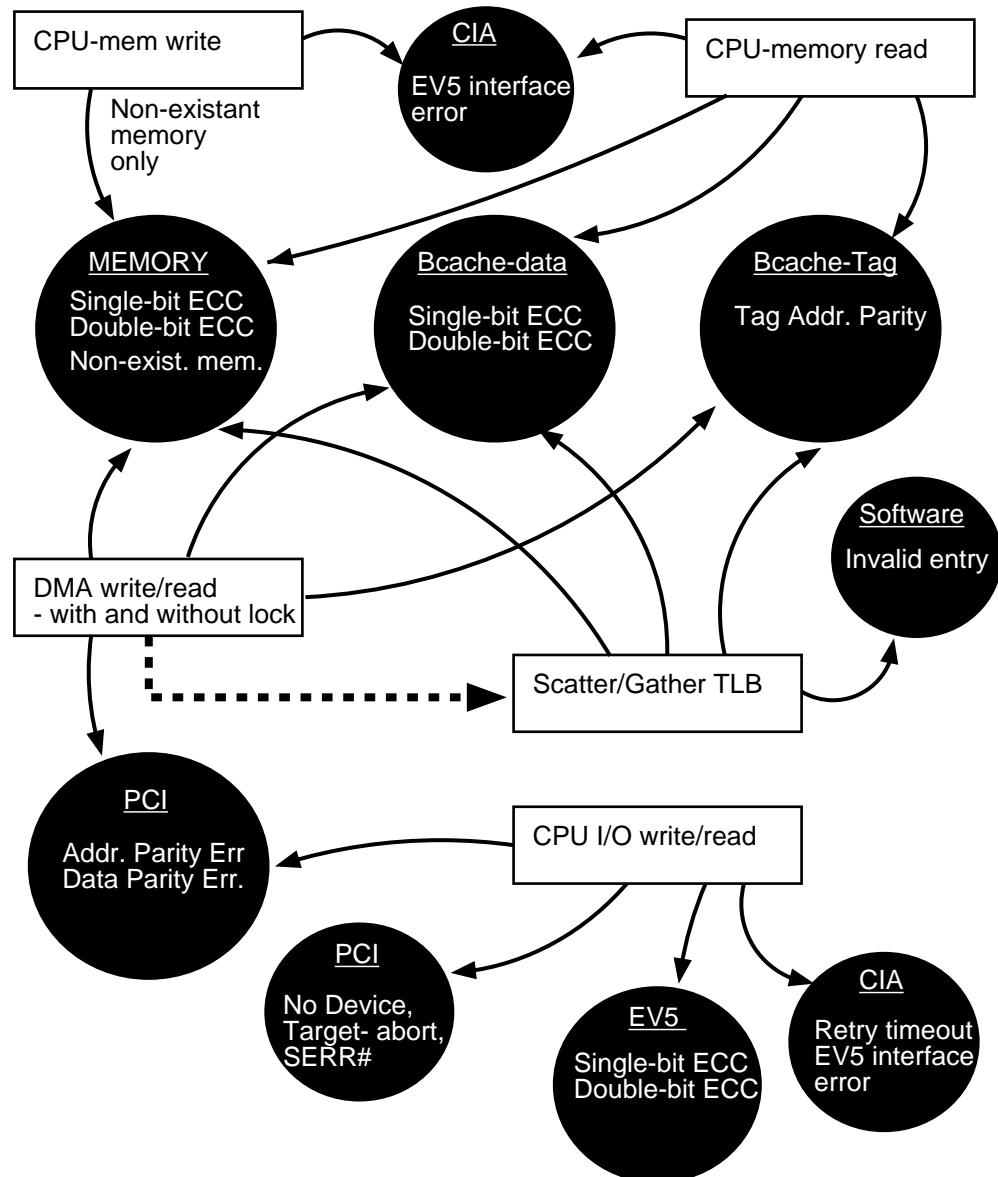 CPU-mem write
CIA
EV5 interface
error
CPU-memory read
Non-existant
memory
only
MEMORY
Single-bit ECC
Double-bit ECC
Non-exist. mem.
Bcache-data
Single-bit ECC
Double-bit ECC
Bcache-Tag
Tag Addr. Parity
Software
Invalid entry
DMA write/read
- with and without lock
Scatter/Gather TLB
PCI
Addr. Parity Err
Data Parity Err.
CPU I/O write/read
PCI
No Device,
Target- abort,
SERR#
EV5
Single-bit ECC
Double-bit ECC
CIA
Retry timeout
EV5 interface
error